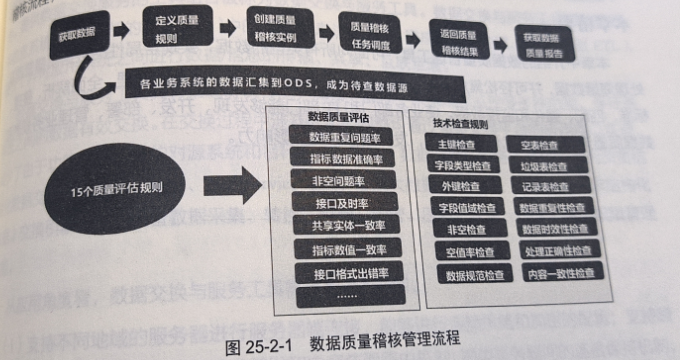 获取数据
定义质量
规则
创建质量
稽核实例
质量稽核
任务调度
返回质量
稽核结果
获取数据
质量报告
各业务系统的数据汇集到ODS，成为待查数据源
15个质量评估规则
数据质量评估
数据重复问题率
指标数据准确率
非空问题率
接口及时率
共享实体一致率
指标数值一致率
接口格式出错率
……
技术检查规则
主键检查
空表检查
字段类型检查
垃圾表检查
外键检查
记录表检查
字段值域检查
数据重复性检查
非空检查
数据时效性检查
空值率检查
处理正确性检查
数据规范检查
内容一致性检查
图 25-2-1 数据质量稽核管理流程